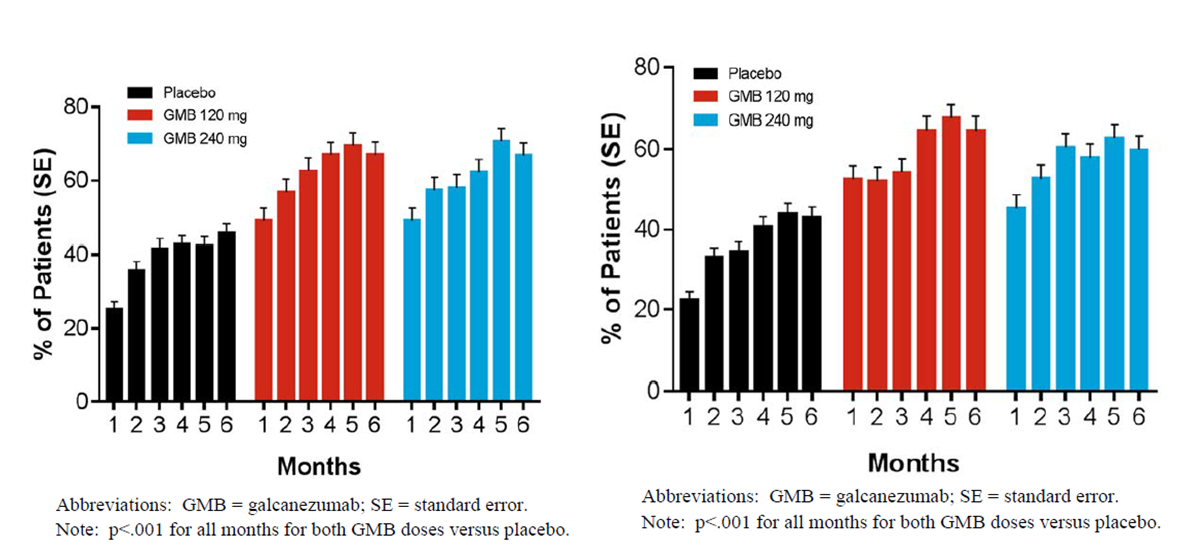 Placebo
GMB 120 mg
GMB 240 mg
% of Patients (SE)
80
60
40
20
0
1 2 3 4 5 6 1 2 3 4 5 6 1 2 3 4 5 6
Months
Abbreviations: GMB = galcanezumab; SE = standard error.
Note: p<.001 for all months for both GMB doses versus placebo.
Placebo
GMB 120 mg
GMB 240 mg
% of Patients (SE)
80
60
40
20
0
1 2 3 4 5 6 1 2 3 4 5 6 1 2 3 4 5 6
Months
Abbreviations: GMB = galcanezumab; SE = standard error.
Note: p<.001 for all months for both GMB doses versus placebo.